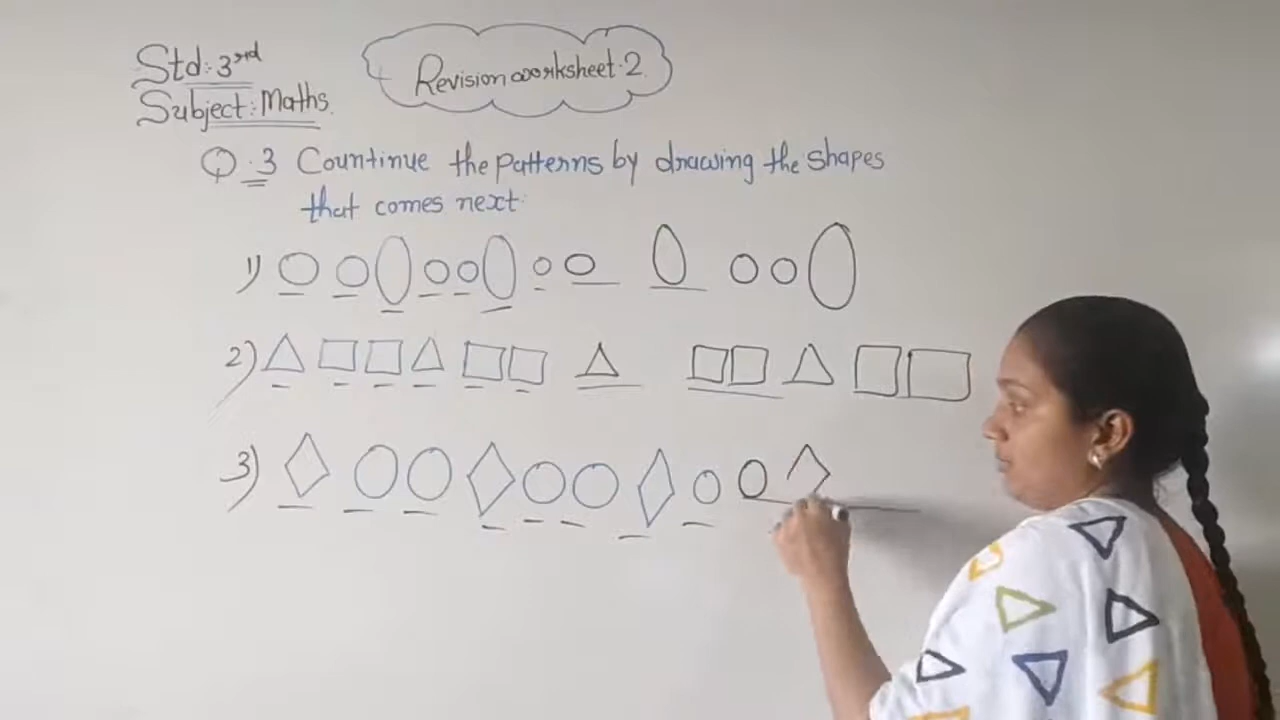 Std: 3rd
Subject: Maths.
Revision worksheet-2.
Q.3 Countinue the patterns by drawing the shapes
that comes next.
1)
2)
3)